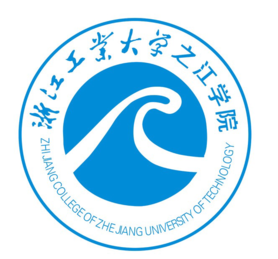 浙江工业大学之江学院
ZHIJIANG COLLEGE OF ZHEJIANG UNIVERSITY OF TECHNOLOGY